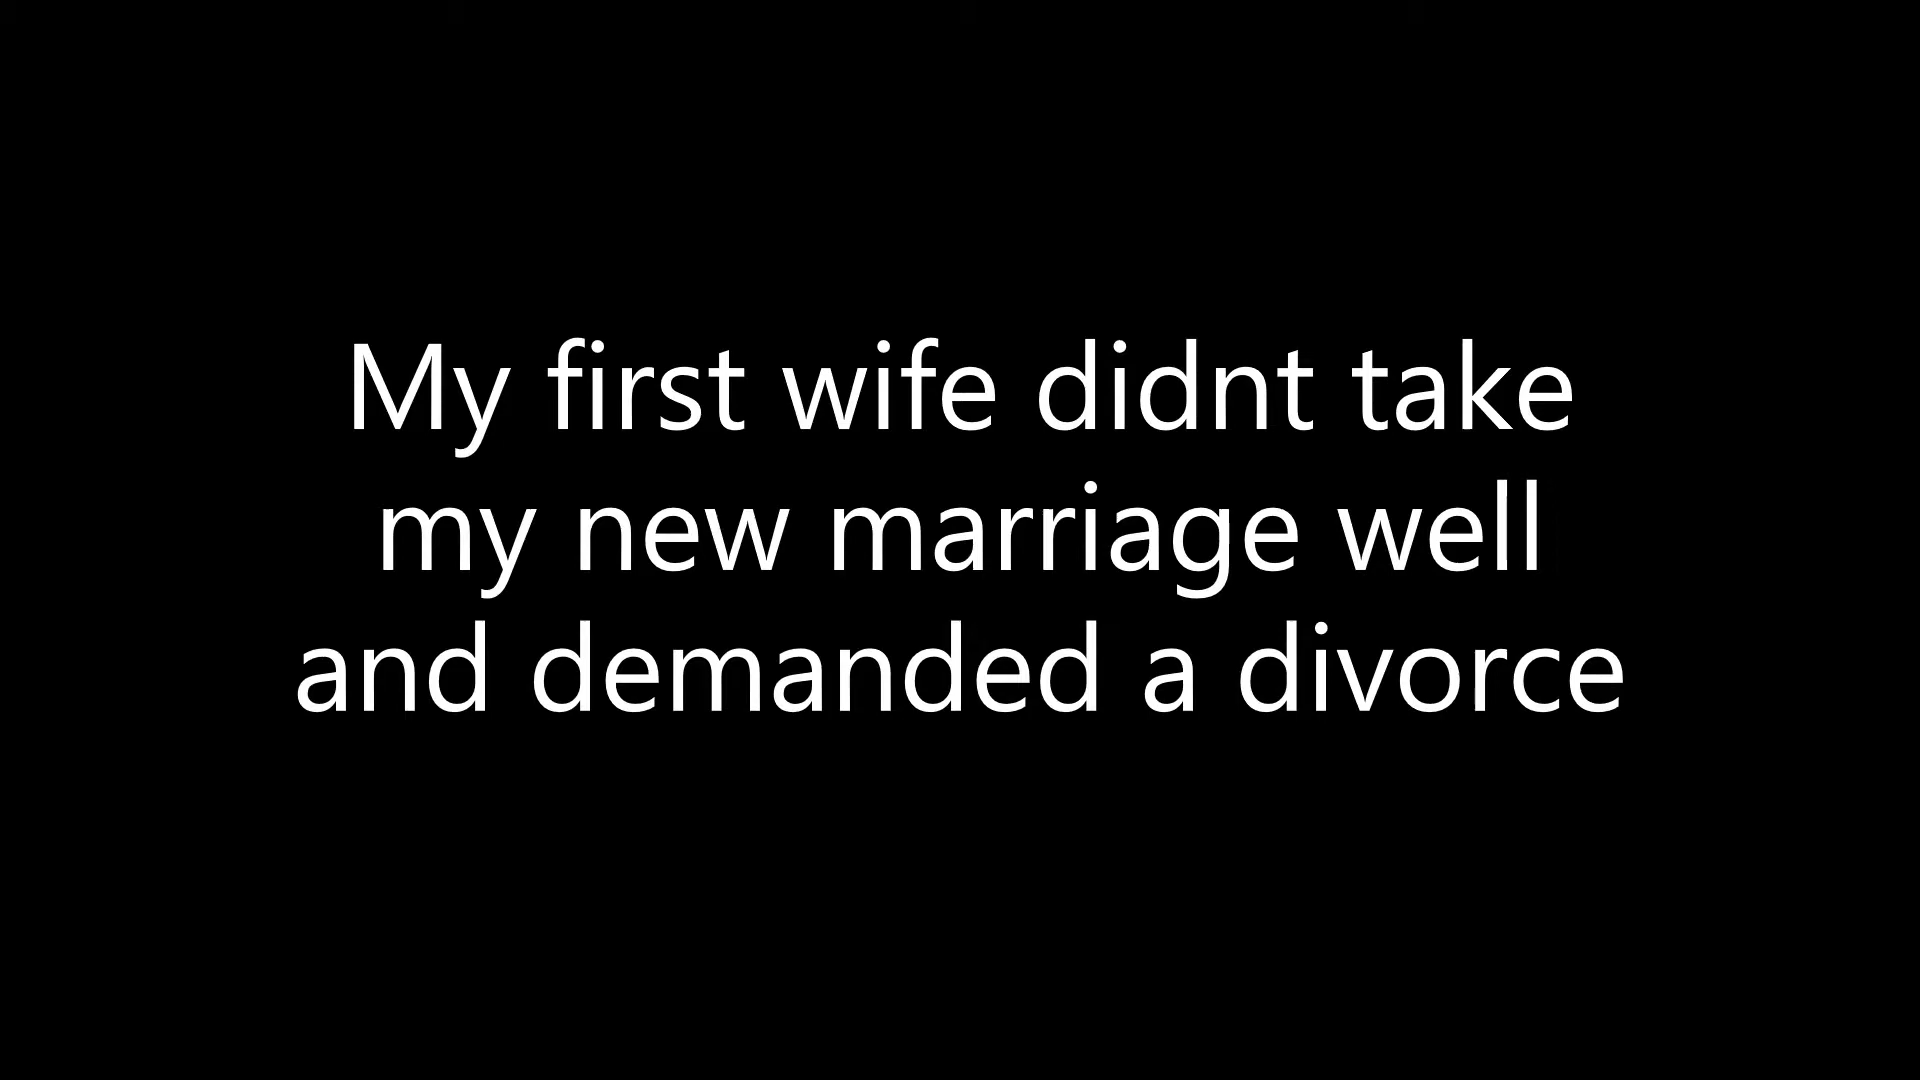 My first wife didnt take
my new marriage well
and demanded a divorce